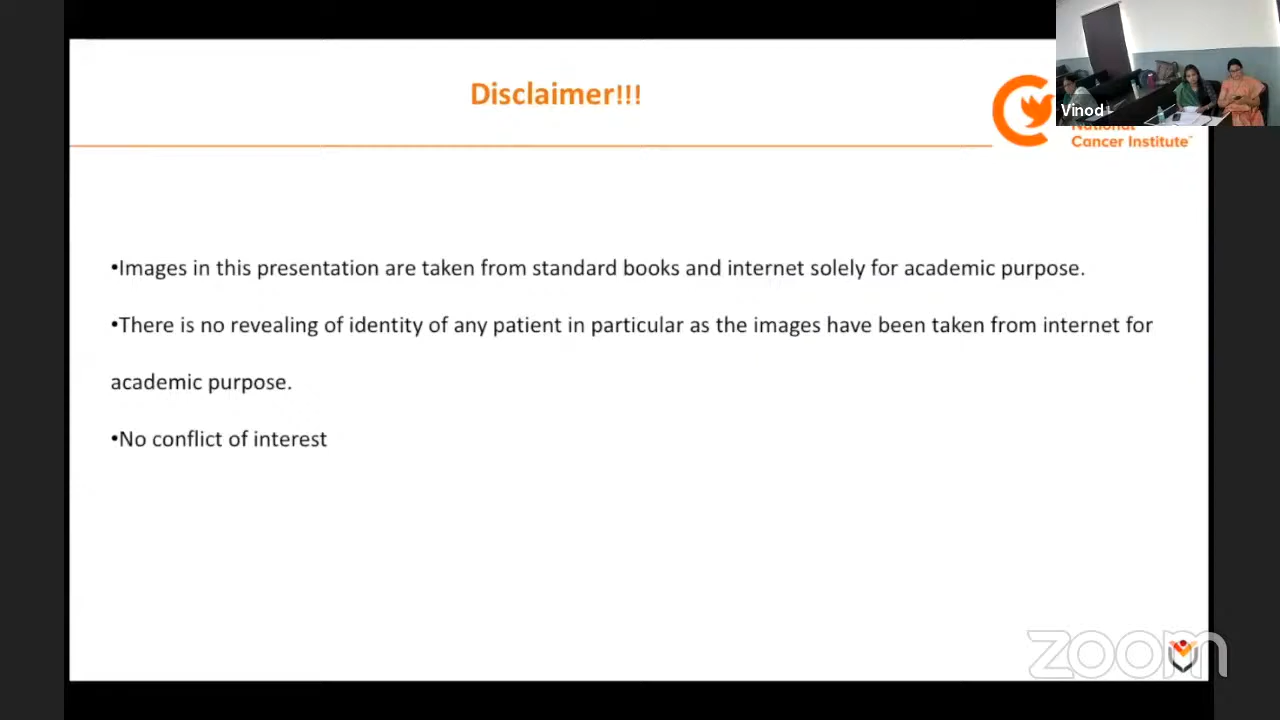 Disclaimer!!!
Vinod
National
Cancer Institute™
•Images in this presentation are taken from standard books and internet solely for academic purpose.
•There is no revealing of identity of any patient in particular as the images have been taken from internet for
academic purpose.
•No conflict of interest
zoom